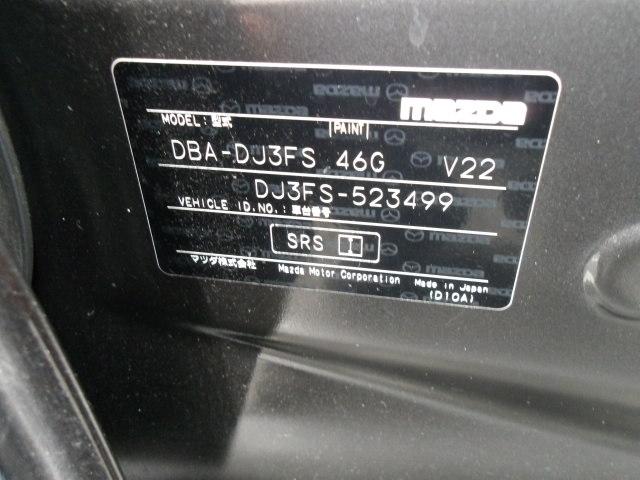 mazda
MODEL: 型式 PAINT
DBA-DJ3FS 46G V22
DJ3FS-523499
VEHICLE ID.NO.: 車台番号
SRS I
マツダ株式会社 Mazda Motor Corporation Made in Japan
(D10A)